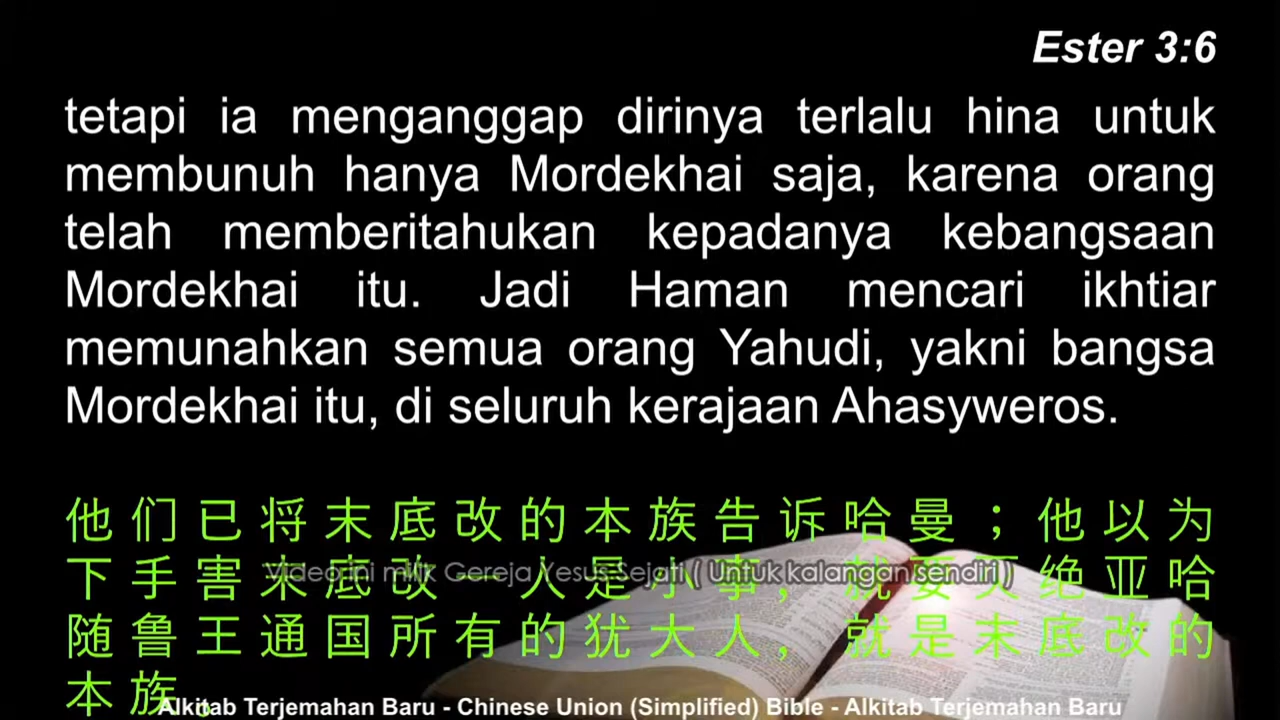 Ester 3:6
tetapi ia menganggap dirinya terlalu hina untuk
membunuh hanya Mordekhai saja, karena orang
telah memberitahukan kepadanya kebangsaan
Mordekhai itu. Jadi Haman mencari ikhtiar
memunahkan semua orang Yahudi, yakni bangsa
Mordekhai itu, di seluruh kerajaan Ahasyweros.
他们已将末底改的本族告诉哈曼；他以为
下手害末底改一人是小事，就要灭绝亚哈
Video ini milik Gereja Yesus Sejati ( Untuk kalangan sendiri )
随鲁王通国所有的犹大人，就是末底改的
本族。
Alkitab Terjemahan Baru - Chinese Union (Simplified) Bible - Alkitab Terjemahan Baru